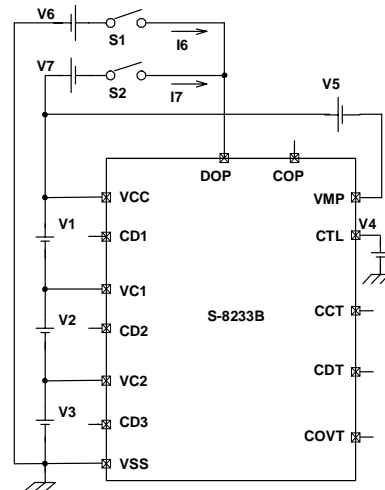 V6
S1
I6
V7
S2
I7
V5
DOP
COP
VCC
VMP
V1
CD1
CTL
V4
VC1
V2
CD2
S-8233B
CCT
VC2
CDT
V3
CD3
COVT
VSS